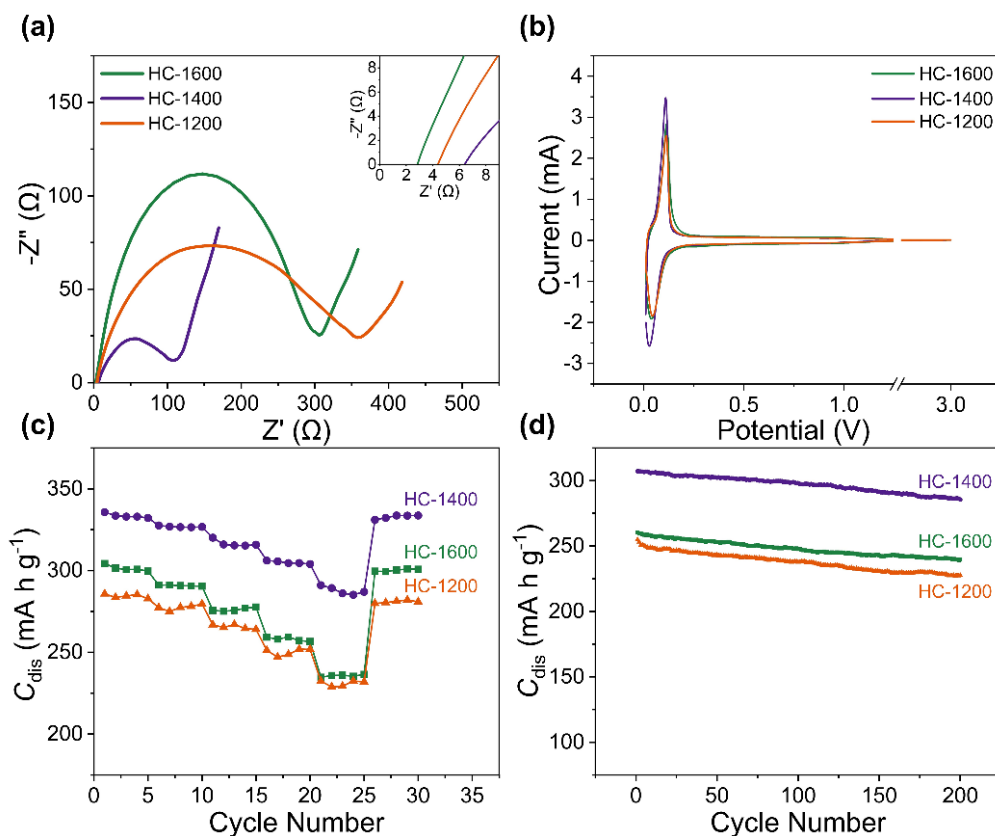 (a)
HC-1600
HC-1400
HC-1200
-Z″ (Ω)
0
50
100
150
0 100 200 300 400 500
Z' (Ω)
-Z″ (Ω)
8
6
4
2
0
0 2 4 6 8
Z' (Ω)
(b)
HC-1600
HC-1400
HC-1200
Current (mA)
4
3
2
1
0
-1
-2
-3
0.0 0.5 1.0 3.0
Potential (V)
(c)
HC-1400
HC-1600
HC-1200
C_dis (mA h g⁻¹)
350
300
250
200
0 5 10 15 20 25 30 35
Cycle Number
(d)
HC-1400
HC-1600
HC-1200
C_dis (mA h g⁻¹)
300
250
200
150
100
0 50 100 150 200
Cycle Number